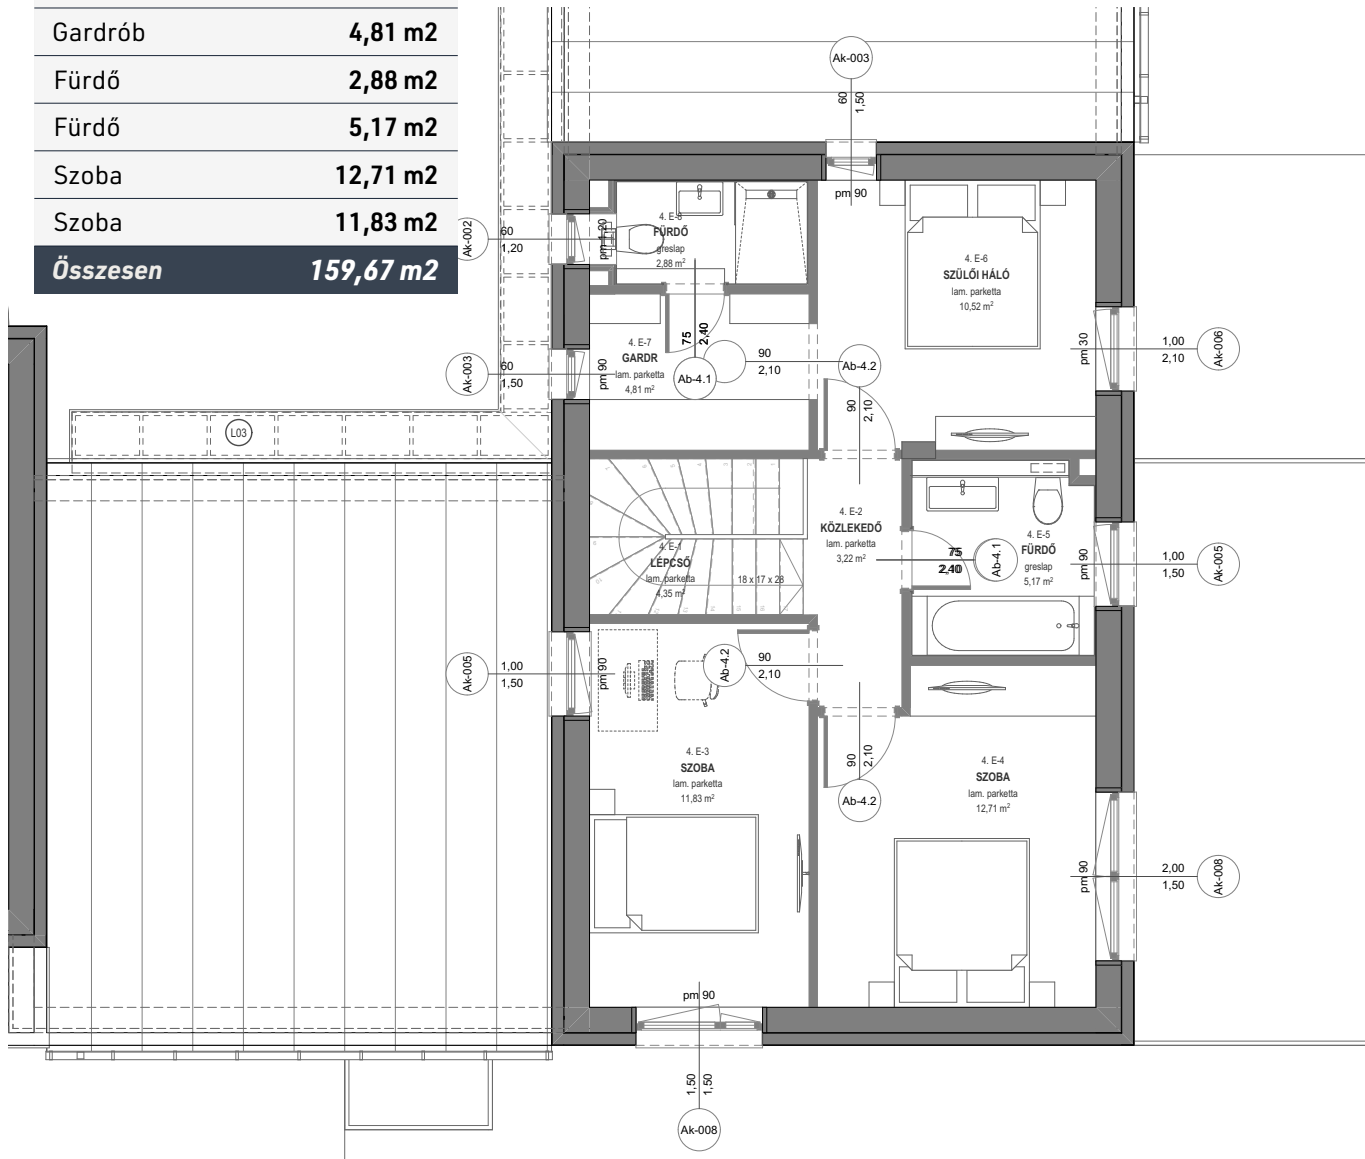 Gardrób 4,81 m2
Fürdő 2,88 m2
Fürdő 5,17 m2
Szoba 12,71 m2
Szoba 11,83 m2
Összesen 159,67 m2
Ak-003
60
1,50
pm 90
Ak-002
60
1,20
pm 1,20
4. E-8
FÜRDŐ
greslap
2,88 m²
4. E-6
SZÜLŐI HÁLÓ
lam. parketta
10,52 m²
Ak-003
60
1,50
pm 90
4. E-7
GARDR
lam. parketta
4,81 m²
75
2,40
Ab-4.1
90
2,10
Ab-4.2
90
2,10
pm 30
1,00
2,10
Ak-006
L03
4. E-1
LÉPCSŐ
lam. parketta
4,35 m²
18 x 17 x 28
4. E-2
KÖZLEKEDŐ
lam. parketta
3,22 m²
75
2,10
Ab-4.1
4. E-5
FÜRDŐ
greslap
5,17 m²
pm 90
1,00
1,50
Ak-005
Ak-005
1,00
1,50
pm 90
Ab-4.2
90
2,10
4. E-3
SZOBA
lam. parketta
11,83 m²
90
2,10
Ab-4.2
4. E-4
SZOBA
lam. parketta
12,71 m²
pm 90
2,00
1,50
Ak-008
pm 90
1,50
1,50
Ak-008